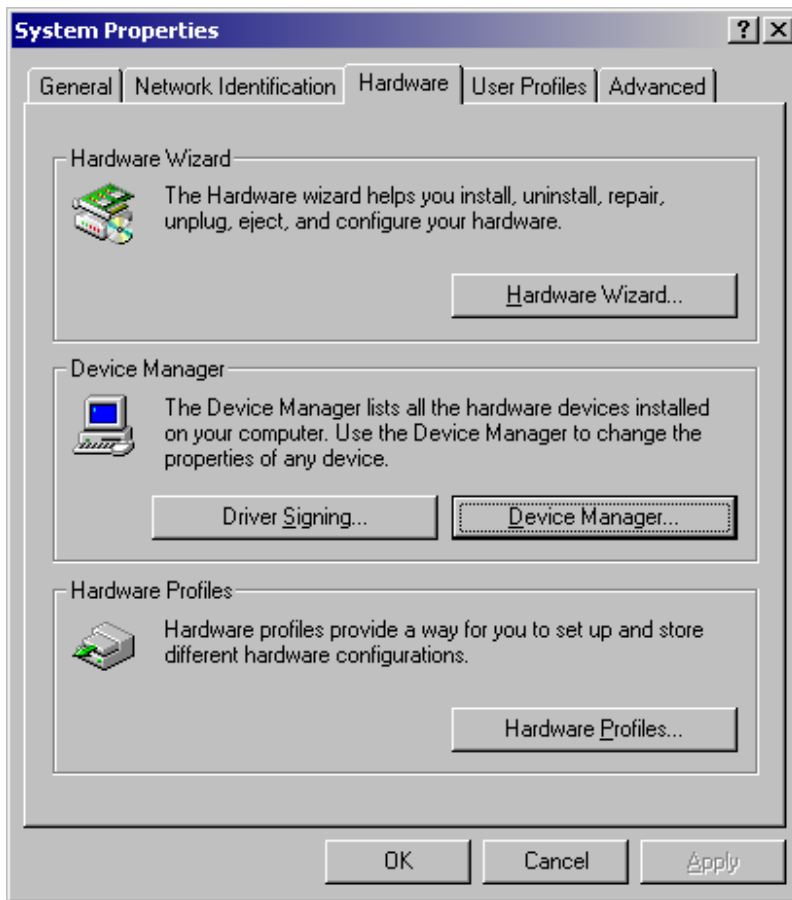 System Properties
General Network Identification Hardware User Profiles Advanced
Hardware Wizard
The Hardware wizard helps you install, uninstall, repair,
unplug, eject, and configure your hardware.
Hardware Wizard...
Device Manager
The Device Manager lists all the hardware devices installed
on your computer. Use the Device Manager to change the
properties of any device.
Driver Signing... Device Manager...
Hardware Profiles
Hardware profiles provide a way for you to set up and store
different hardware configurations.
Hardware Profiles...
OK Cancel Apply